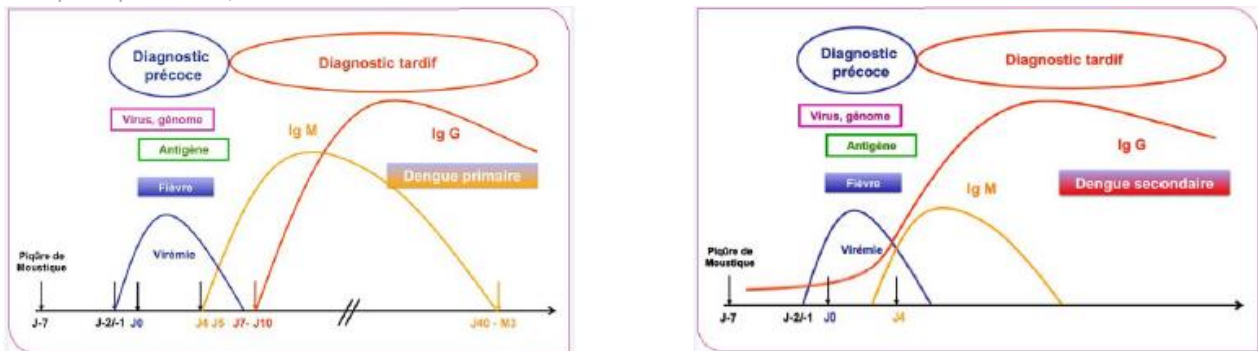 Diagnostic
précoce
Diagnostic tardif
Virus, génome
Ig M
Ig G
Antigène
Dengue primaire
Fièvre
Virémie
Piqûre de
Moustique
J-7
J-2/-1
J0
J4 J5
J7- J10
//
J40 - M3
Diagnostic
précoce
Diagnostic tardif
Virus, génome
Antigène
Ig G
Fièvre
Ig M
Dengue secondaire
Virémie
Piqûre de
Moustique
J-7
J-2/-1
J0
J4